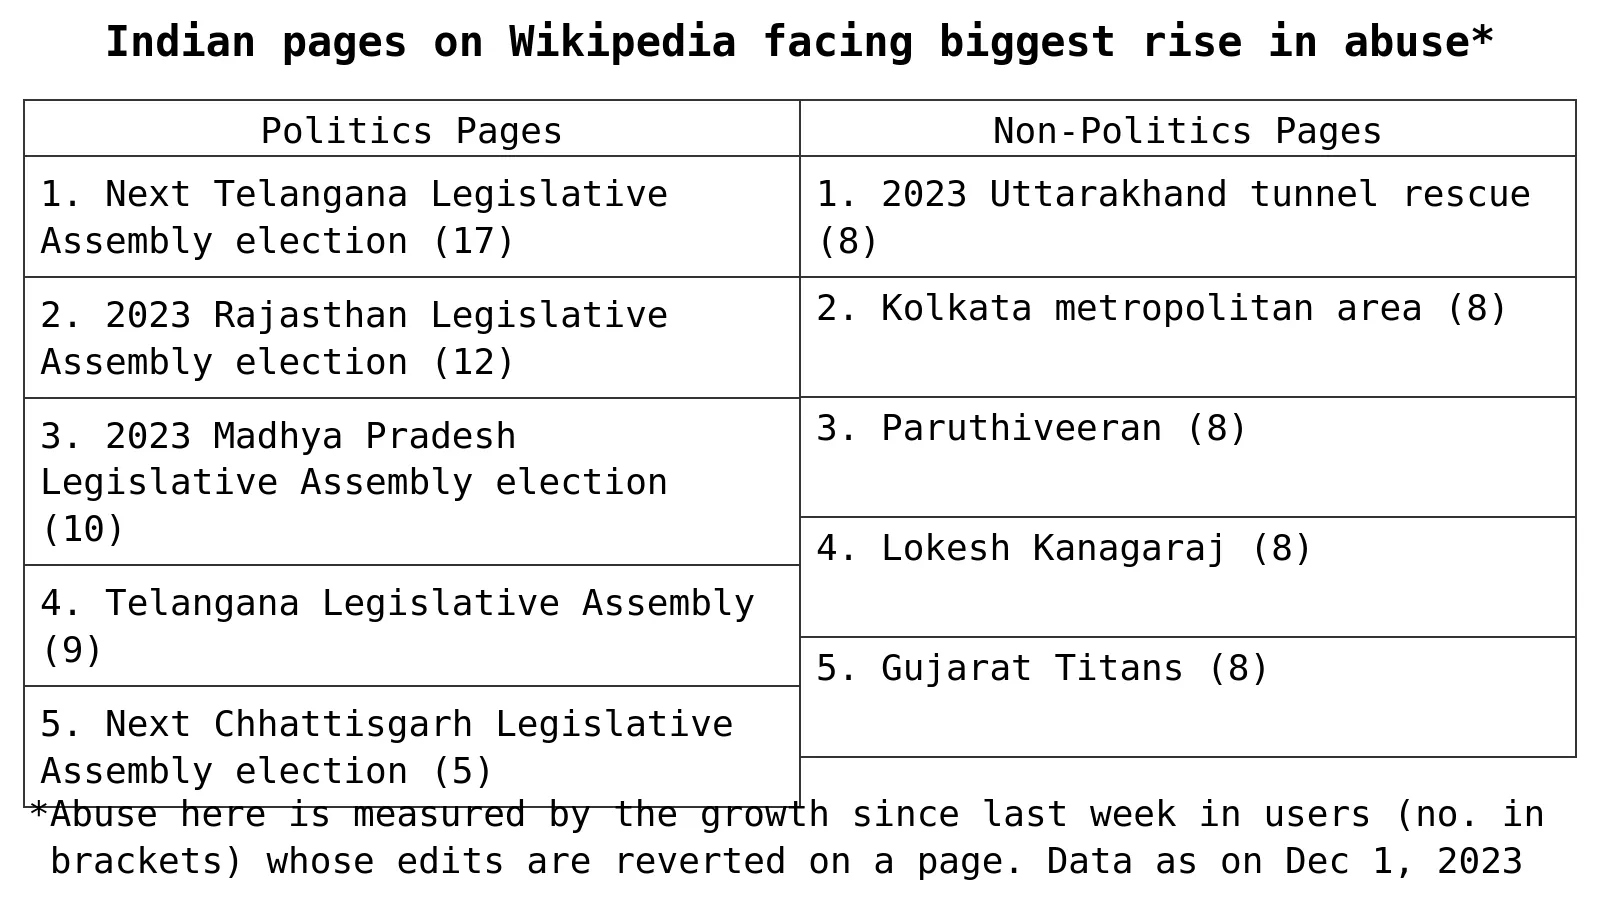 Indian pages on Wikipedia facing biggest rise in abuse*
Politics Pages
1. Next Telangana Legislative
Assembly election (17)
2. 2023 Rajasthan Legislative
Assembly election (12)
3. 2023 Madhya Pradesh
Legislative Assembly election
(10)
4. Telangana Legislative Assembly
(9)
5. Next Chhattisgarh Legislative
Assembly election (5)
Non-Politics Pages
1. 2023 Uttarakhand tunnel rescue
(8)
2. Kolkata metropolitan area (8)
3. Paruthiveeran (8)
4. Lokesh Kanagaraj (8)
5. Gujarat Titans (8)
*Abuse here is measured by the growth since last week in users (no. in
brackets) whose edits are reverted on a page. Data as on Dec 1, 2023